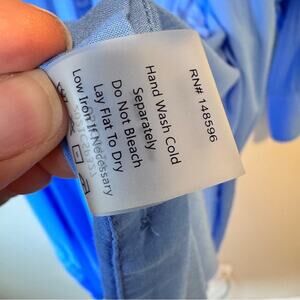 RN# 148596
Hand Wash Cold
Separately
Do Not Bleach
Lay Flat To Dry
Low Iron If Necessary